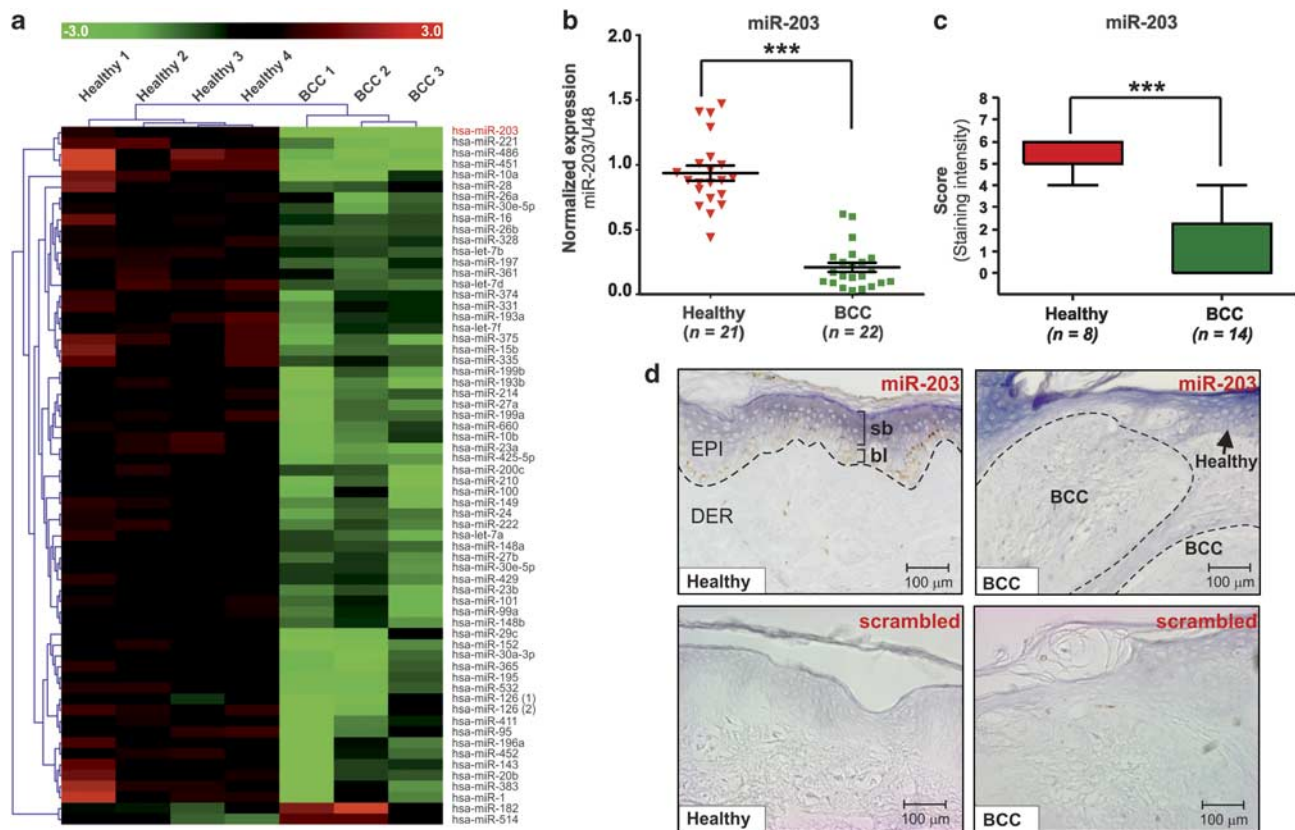 a
-3.0
3.0
Healthy 1
Healthy 2
Healthy 3
Healthy 4
BCC 1
BCC 2
BCC 3
hsa-miR-203
hsa-miR-221
hsa-miR-486
hsa-miR-451
hsa-miR-10a
hsa-miR-28
hsa-miR-26a
hsa-miR-30e-5p
hsa-miR-16
hsa-miR-26b
hsa-miR-328
hsa-let-7b
hsa-miR-197
hsa-miR-361
hsa-let-7d
hsa-miR-374
hsa-miR-331
hsa-miR-193a
hsa-let-7f
hsa-miR-375
hsa-miR-15b
hsa-miR-335
hsa-miR-199b
hsa-miR-193b
hsa-miR-214
hsa-miR-27a
hsa-miR-199a
hsa-miR-660
hsa-miR-10b
hsa-miR-23a
hsa-miR-425-5p
hsa-miR-200c
hsa-miR-210
hsa-miR-100
hsa-miR-149
hsa-miR-24
hsa-miR-222
hsa-let-7a
hsa-miR-148a
hsa-miR-27b
hsa-miR-30e-5p
hsa-miR-429
hsa-miR-23b
hsa-miR-101
hsa-miR-99a
hsa-miR-148b
hsa-miR-29c
hsa-miR-152
hsa-miR-30a-3p
hsa-miR-365
hsa-miR-195
hsa-miR-532
hsa-miR-126 (1)
hsa-miR-126 (2)
hsa-miR-411
hsa-miR-95
hsa-miR-196a
hsa-miR-452
hsa-miR-143
hsa-miR-20b
hsa-miR-383
hsa-miR-1
hsa-miR-182
hsa-miR-514
b
miR-203
***
Normalized expression
miR-203/U48
2.0
1.5
1.0
0.5
0.0
Healthy
(n = 21)
BCC
(n = 22)
c
miR-203
***
Score
(Staining intensity)
8
7
6
5
4
3
2
1
0
Healthy
(n = 8)
BCC
(n = 14)
d
miR-203
EPI
sb
bl
DER
Healthy
100 µm
miR-203
Healthy
BCC
BCC
BCC
100 µm
scrambled
Healthy
100 µm
scrambled
BCC
100 µm